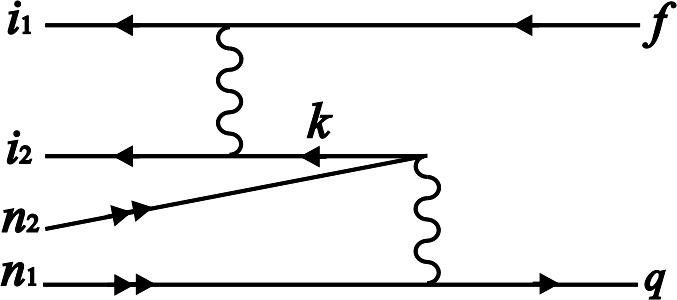 i₁ f
k
i₂
n₂
n₁ q